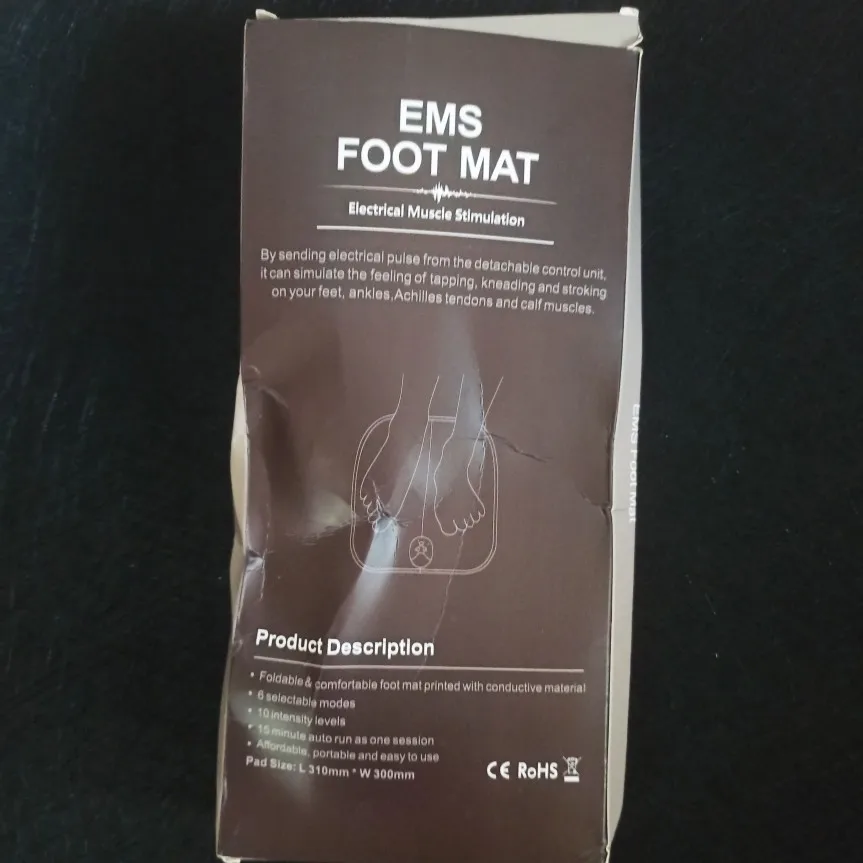 EMS
FOOT MAT
Electrical Muscle Stimulation
By sending electrical pulse from the detachable control unit,
it can simulate the feeling of tapping, kneading and stroking
on your feet, ankles,Achilles tendons and calf muscles.
EMS Foot Mat
Product Description
• Foldable & comfortable foot mat printed with conductive material
• 6 selectable modes
• 10 intensity levels
• 15 minute auto run as one session
• Affordable, portable and easy to use
Pad Size: L 310mm * W 300mm
CE RoHS